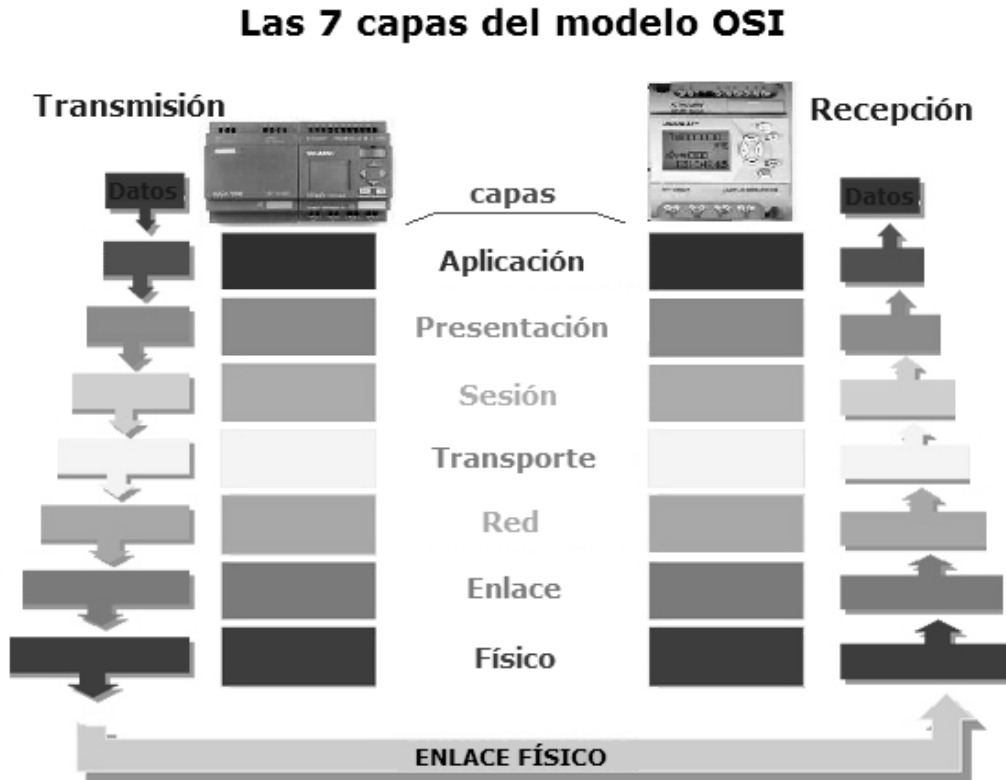 Las 7 capas del modelo OSI
Transmisión
Recepción
Datos
capas
Datos
Aplicación
Presentación
Sesión
Transporte
Red
Enlace
Físico
ENLACE FÍSICO